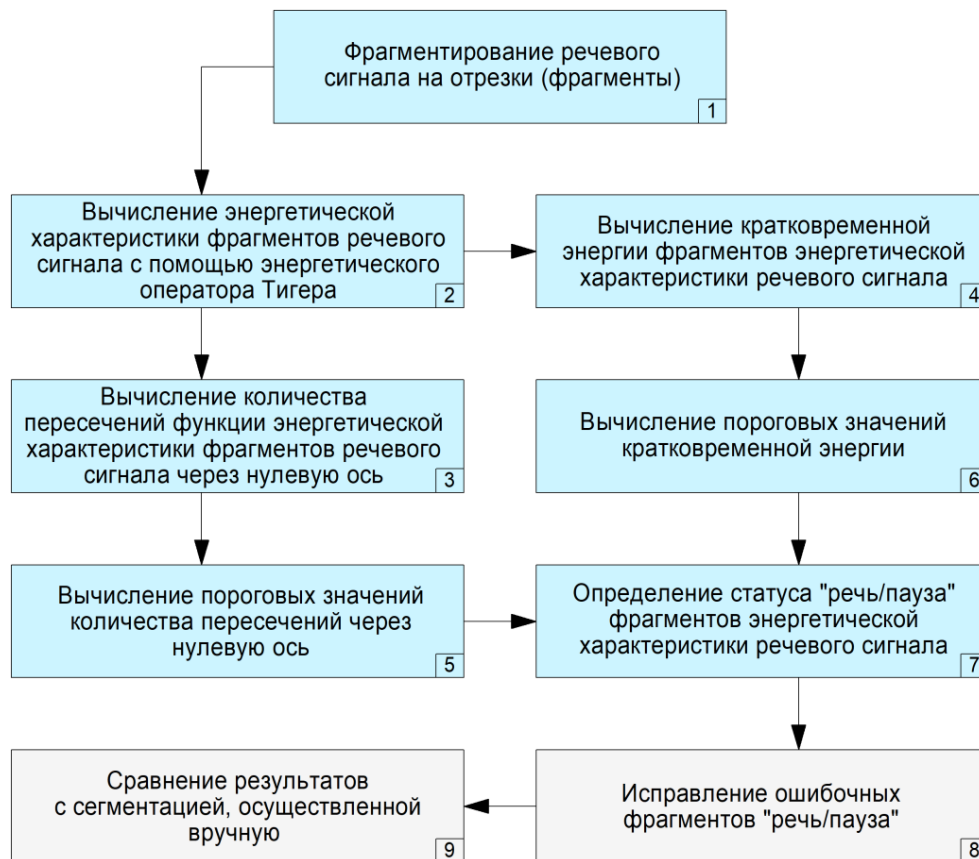 Фрагментирование речевого
сигнала на отрезки (фрагменты)
1
Вычисление энергетической
характеристики фрагментов речевого
сигнала с помощью энергетического
оператора Тигера
2
Вычисление кратковременной
энергии фрагментов энергетической
характеристики речевого сигнала
4
Вычисление количества
пересечений функции энергетической
характеристики фрагментов речевого
сигнала через нулевую ось
3
Вычисление пороговых значений
кратковременной энергии
6
Вычисление пороговых значений
количества пересечений через
нулевую ось
5
Определение статуса "речь/пауза"
фрагментов энергетической
характеристики речевого сигнала
7
Сравнение результатов
с сегментацией, осуществленной
вручную
9
Исправление ошибочных
фрагментов "речь/пауза"
8